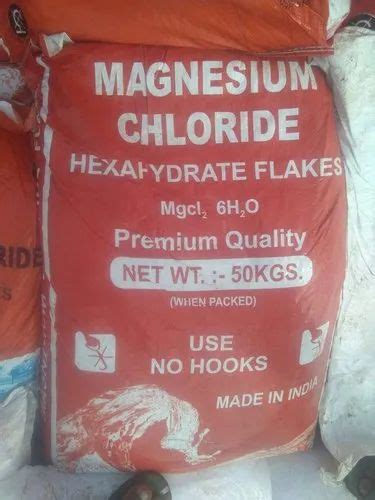 MAGNESIUM
CHLORIDE
HEXAHYDRATE FLAKES
Mgcl₂ 6H₂O
Premium Quality
NET WT. :- 50KGS.
(WHEN PACKED)
USE
NO HOOKS
MADE IN INDIA
RIDE
ES